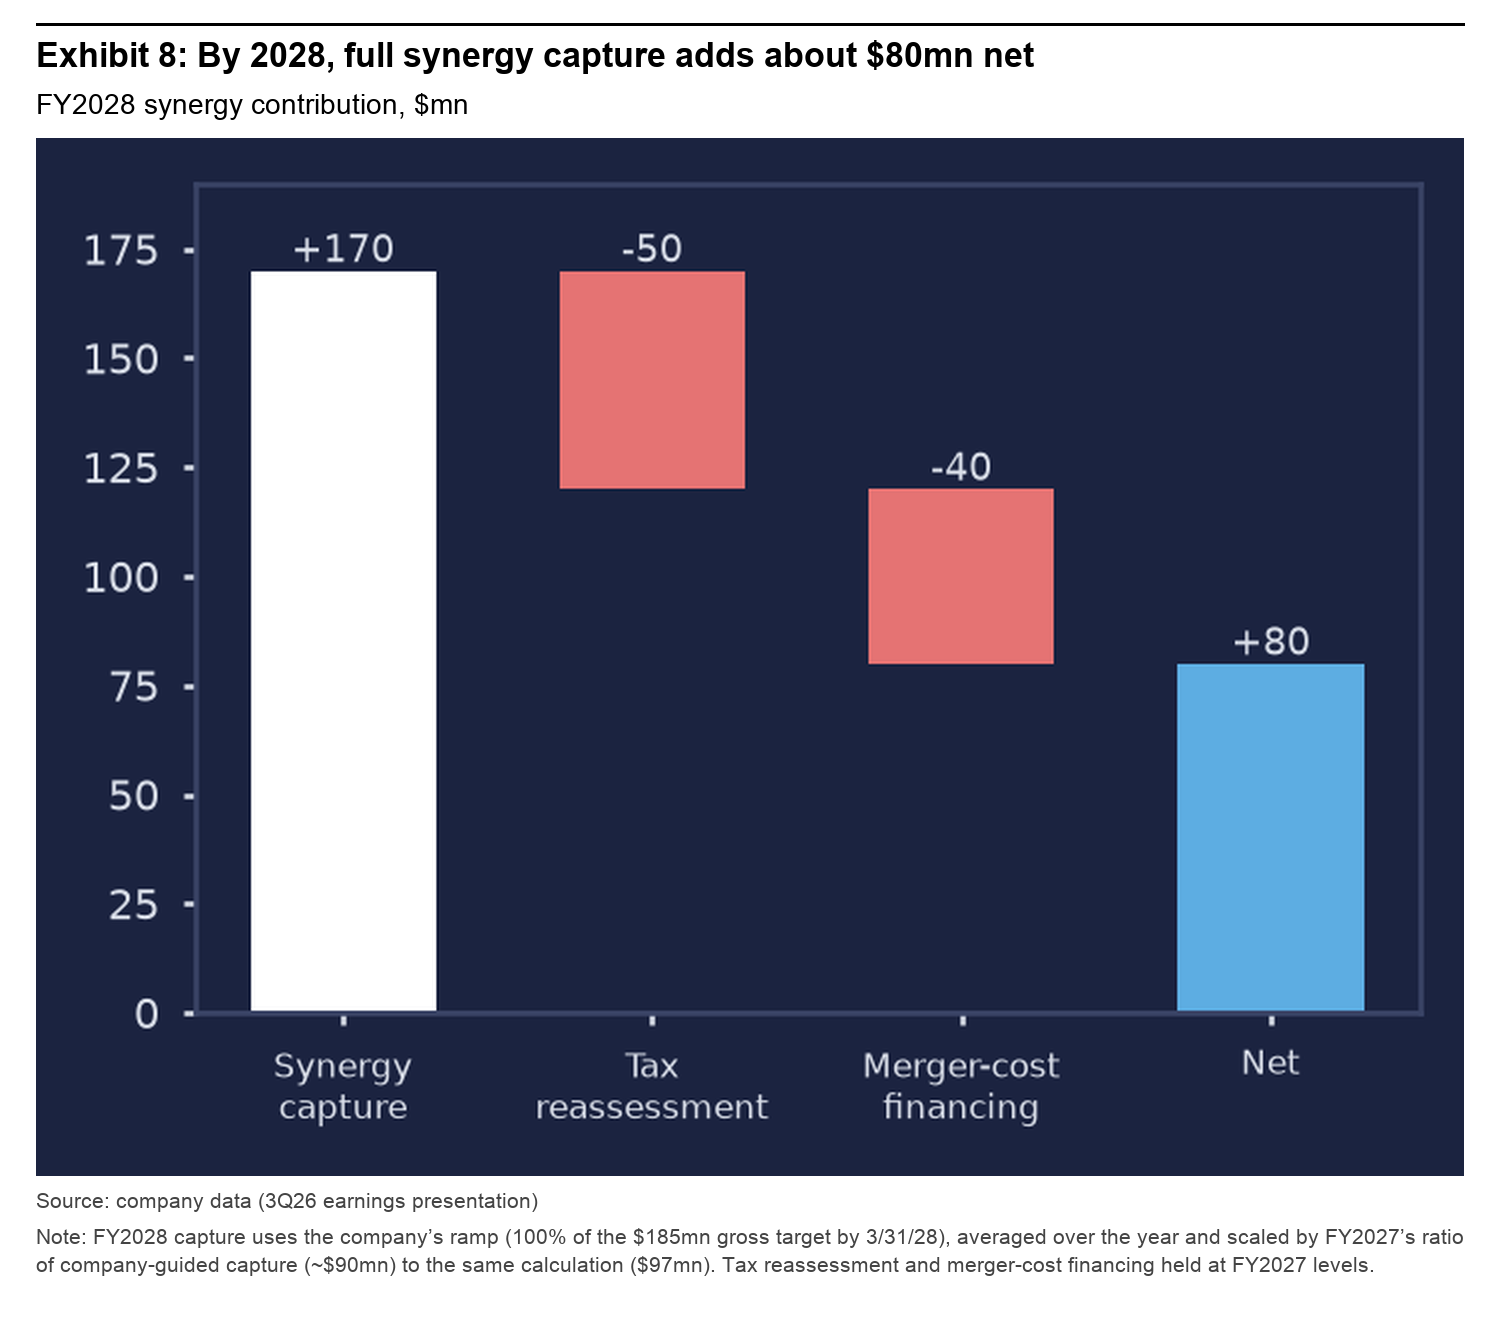 Exhibit 8: By 2028, full synergy capture adds about $80mn net
FY2028 synergy contribution, $mn
175
150
125
100
75
50
25
0
+170
-50
-40
+80
Synergy
capture
Tax
reassessment
Merger-cost
financing
Net
Source: company data (3Q26 earnings presentation)
Note: FY2028 capture uses the company’s ramp (100% of the $185mn gross target by 3/31/28), averaged over the year and scaled by FY2027’s ratio
of company-guided capture (~$90mn) to the same calculation ($97mn). Tax reassessment and merger-cost financing held at FY2027 levels.